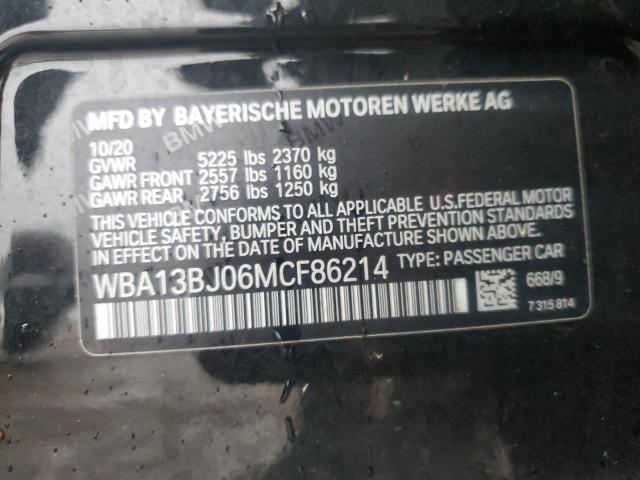 MFD BY BAYERISCHE MOTOREN WERKE AG
10/20
GVWR 5225 lbs 2370 kg
GAWR FRONT 2557 lbs 1160 kg
GAWR REAR 2756 lbs 1250 kg
THIS VEHICLE CONFORMS TO ALL APPLICABLE U.S.FEDERAL MOTOR
VEHICLE SAFETY, BUMPER, AND THEFT PREVENTION STANDARDS
IN EFFECT ON THE DATE OF MANUFACTURE SHOWN ABOVE.
WBA13BJ06MCF86214 TYPE: PASSENGER CAR
668/9
7315814